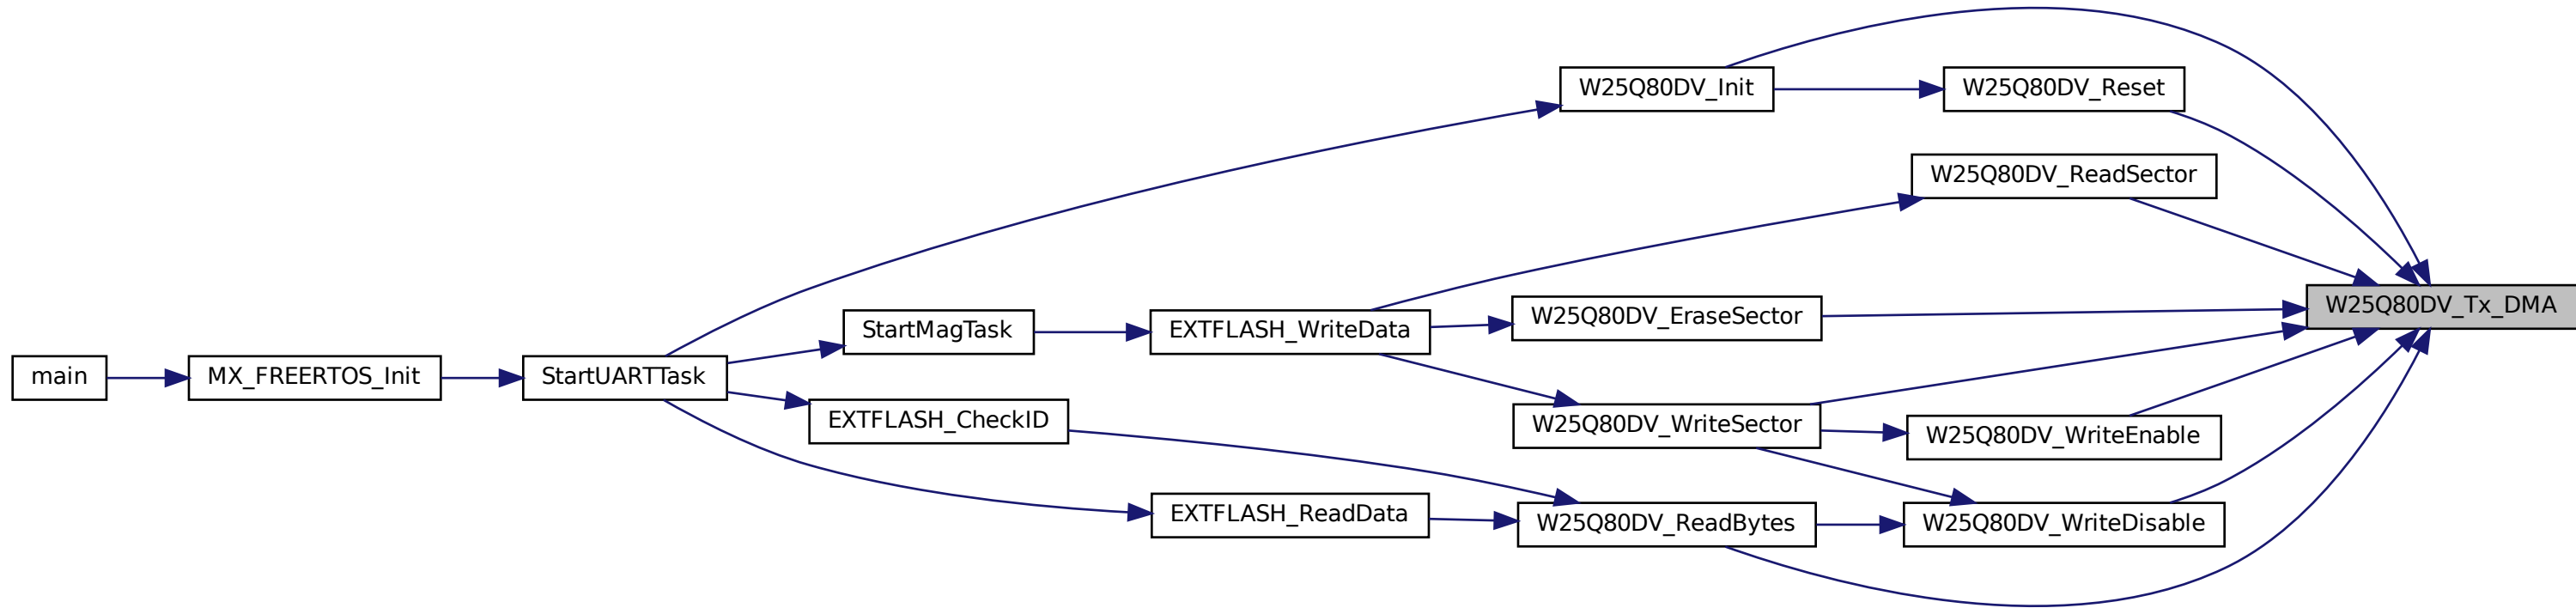 main
MX_FREERTOS_Init
StartUARTTask
W25Q80DV_Init
StartMagTask
EXTFLASH_CheckID
EXTFLASH_WriteData
EXTFLASH_ReadData
W25Q80DV_Reset
W25Q80DV_ReadSector
W25Q80DV_EraseSector
W25Q80DV_WriteSector
W25Q80DV_WriteEnable
W25Q80DV_ReadBytes
W25Q80DV_WriteDisable
W25Q80DV_Tx_DMA